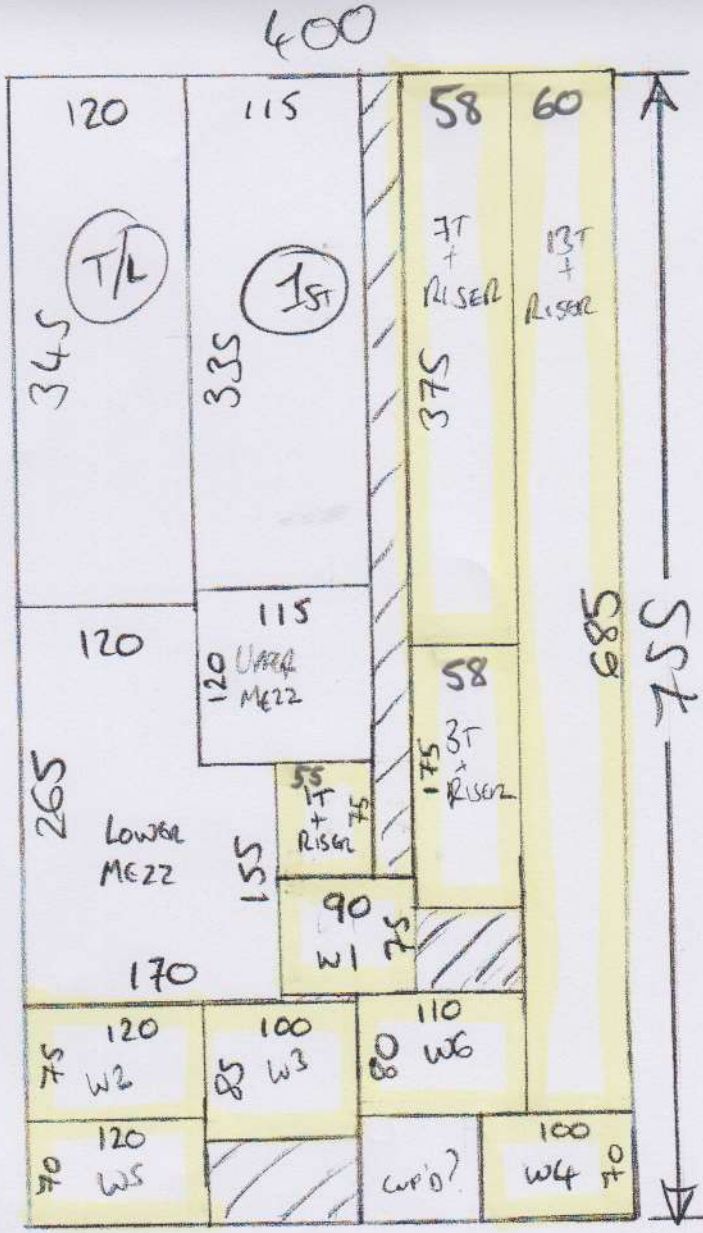 400
120
115
58
60
T/L
1ST
7T
+
RISER
13T
+
RISER
345
335
375
685
755
120
115
120
UPPER
MEZZ
58
175
3T
+
RISER
265
LOWER
MEZZ
170
155
55
1T
+
RISER
75
90
W1
75
120
75
W2
100
85
W3
110
80
W6
120
70
W5
CUP'D?
100
W4
70